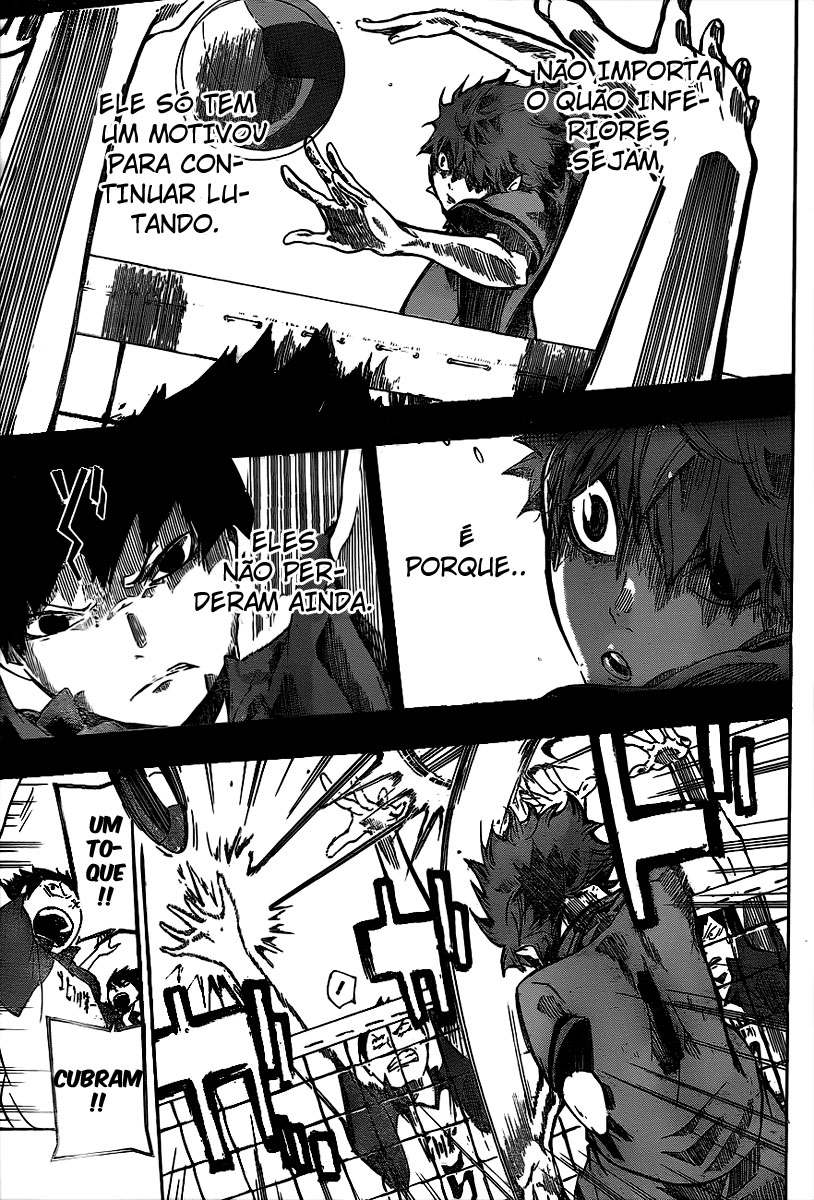 NÃO IMPORTA
O QUÃO INFE-
RIORES
SEJAM,
ELE SÓ TEM
UM MOTIVOU
PARA CON-
TINUAR LU-
TANDO.
É
PORQUE..
ELES
NÃO PER-
DERAM AINDA.
UM
TO-
QUE !!
CUBRAM
!!